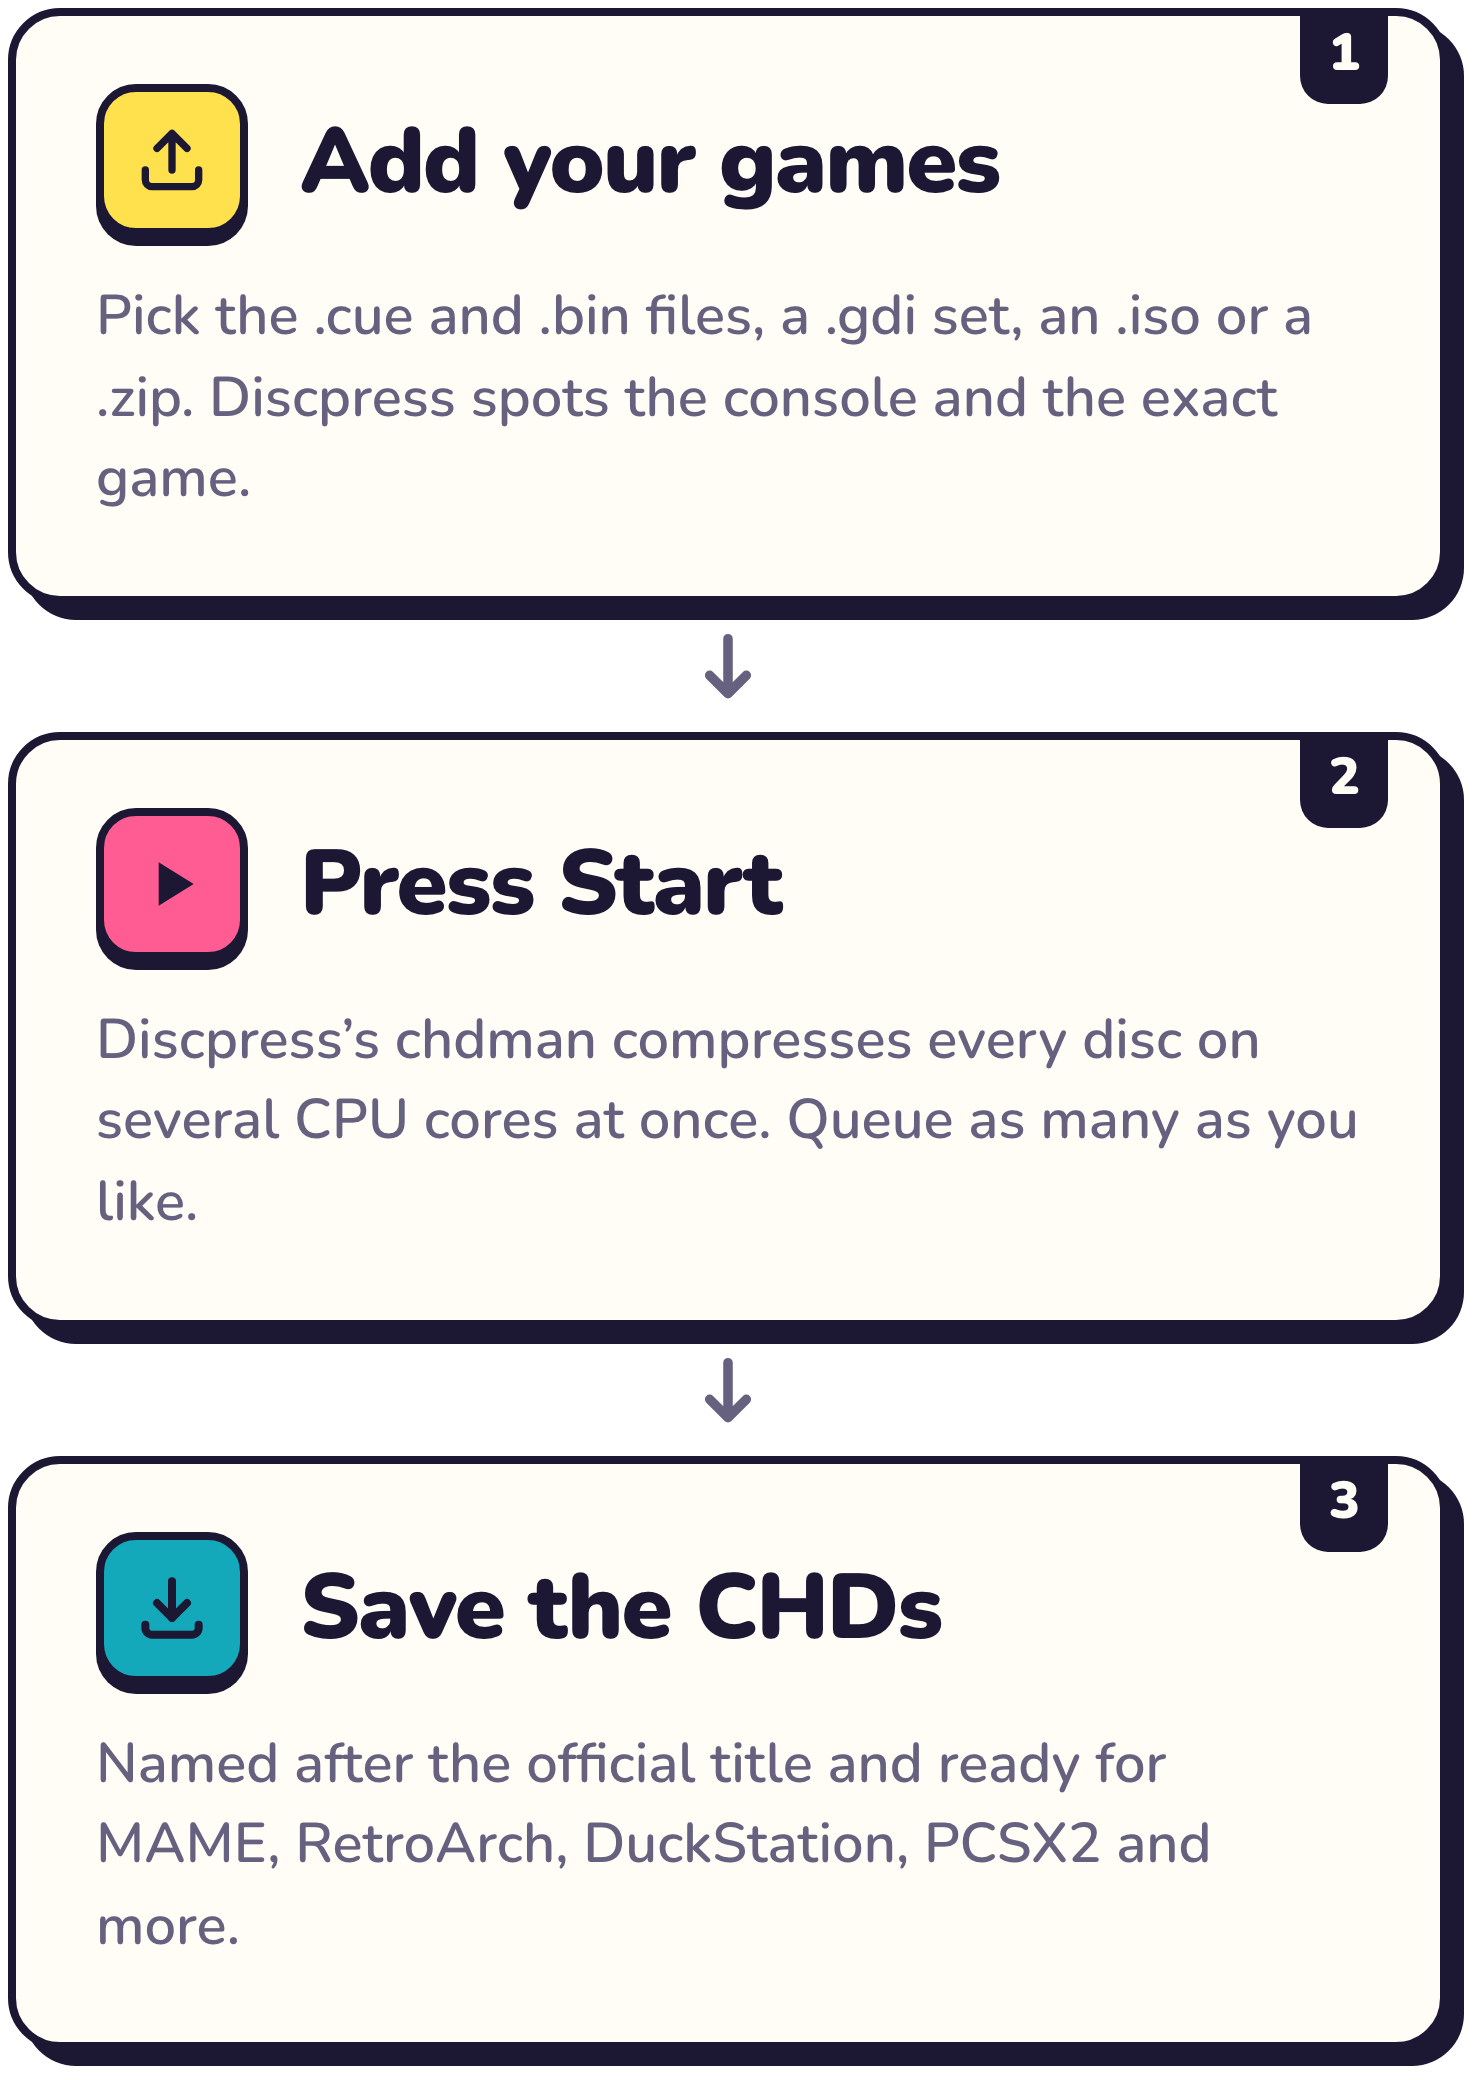 1
Add your games
Pick the .cue and .bin files, a .gdi set, an .iso or a
.zip. Discpress spots the console and the exact
game.
2
Press Start
Discpress’s chdman compresses every disc on
several CPU cores at once. Queue as many as you
like.
3
Save the CHDs
Named after the official title and ready for
MAME, RetroArch, DuckStation, PCSX2 and
more.